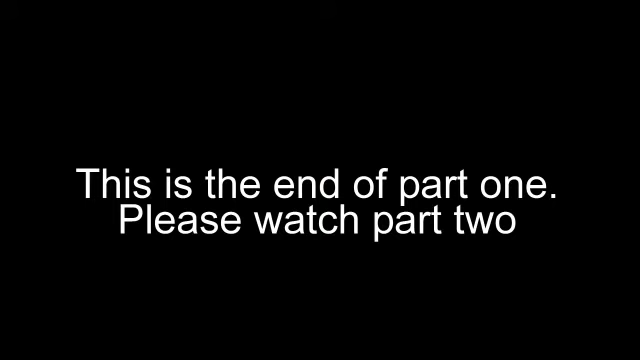 This is the end of part one.
Please watch part two